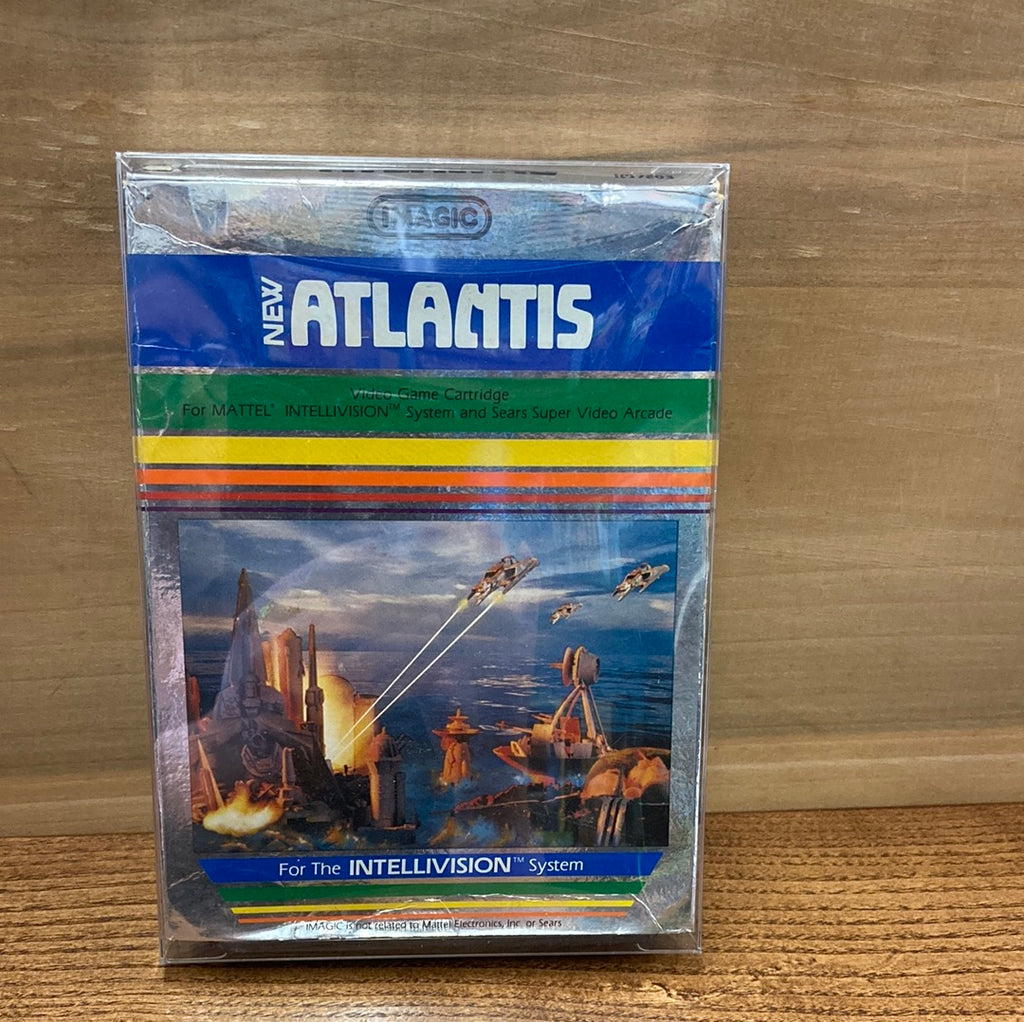 IMAGIC
NEW ATLANTIS
Video Game Cartridge
For MATTEL® INTELLIVISION™ System and Sears Super Video Arcade
For The INTELLIVISION™ System
IMAGIC is not related to Mattel Electronics, Inc. or Sears